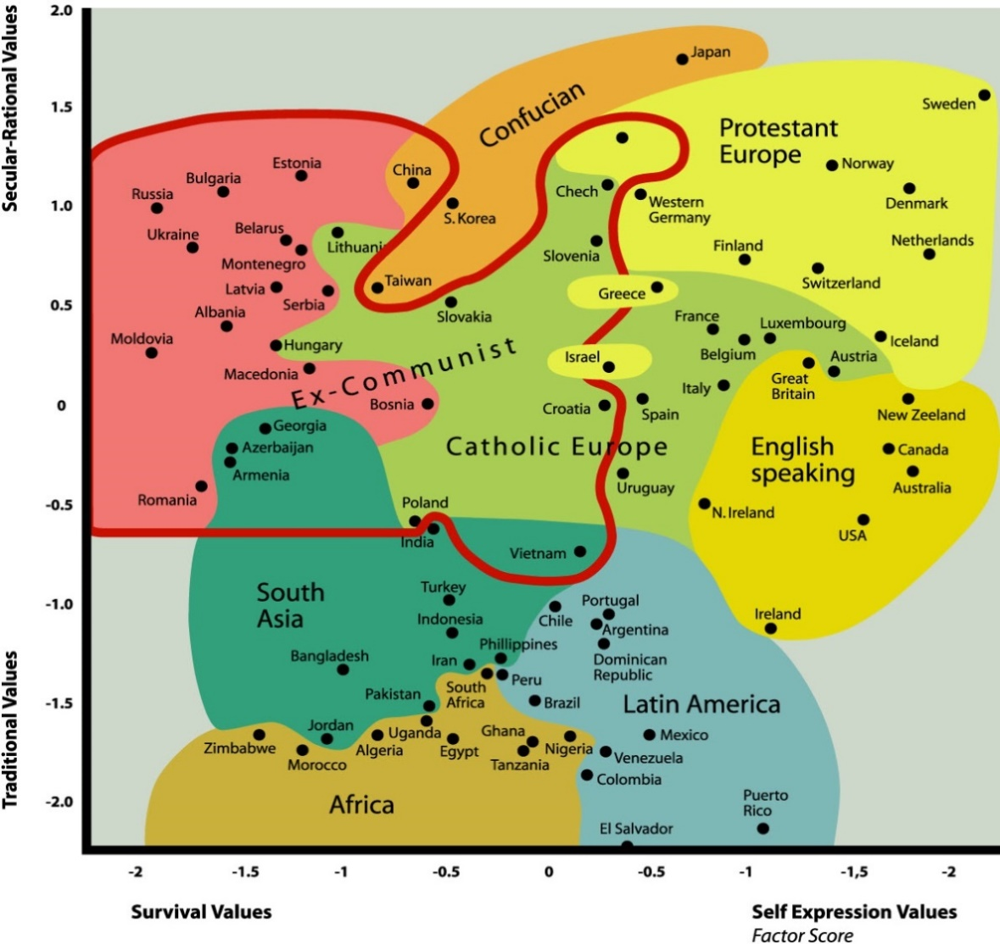 2.0
Secular-Rational Values
Japan
Confucian
1.5
Sweden
Protestant
Europe
Estonia
China
Norway
Bulgaria
Chech
Russia
1.0
S. Korea
Western
Germany
Denmark
Ukraine
Belarus
Lithuani
Montenegro
Slovenia
Finland
Netherlands
Latvia
Taiwan
Switzerland
Greece
0.5
Serbia
Albania
Slovakia
France
Luxembourg
Moldovia
Hungary
Belgium
Iceland
Macedonia
Ex-Communist
Israel
Austria
Great
Britain
Italy
0
Bosnia
Croatia
Spain
New Zeeland
Georgia
Azerbaijan
Armenia
Catholic Europe
English
speaking
Canada
Australia
Romania
-0.5
Poland
India
Uruguay
N. Ireland
USA
Vietnam
South
Asia
Turkey
-1.0
Portugal
Chile
Ireland
Indonesia
Argentina
Phillippines
Bangladesh
Iran
Dominican
Republic
Peru
South
Africa
Pakistan
-1.5
Brazil
Latin America
Traditional Values
Zimbabwe
Jordan
Morocco
Algeria
Uganda
Egypt
Ghana
Tanzania
Nigeria
Mexico
Venezuela
Colombia
Africa
-2.0
Puerto
Rico
El Salvador
-2
-1.5
-1
-0.5
0
-0.5
-1
-1,5
-2
Survival Values
Self Expression Values
Factor Score